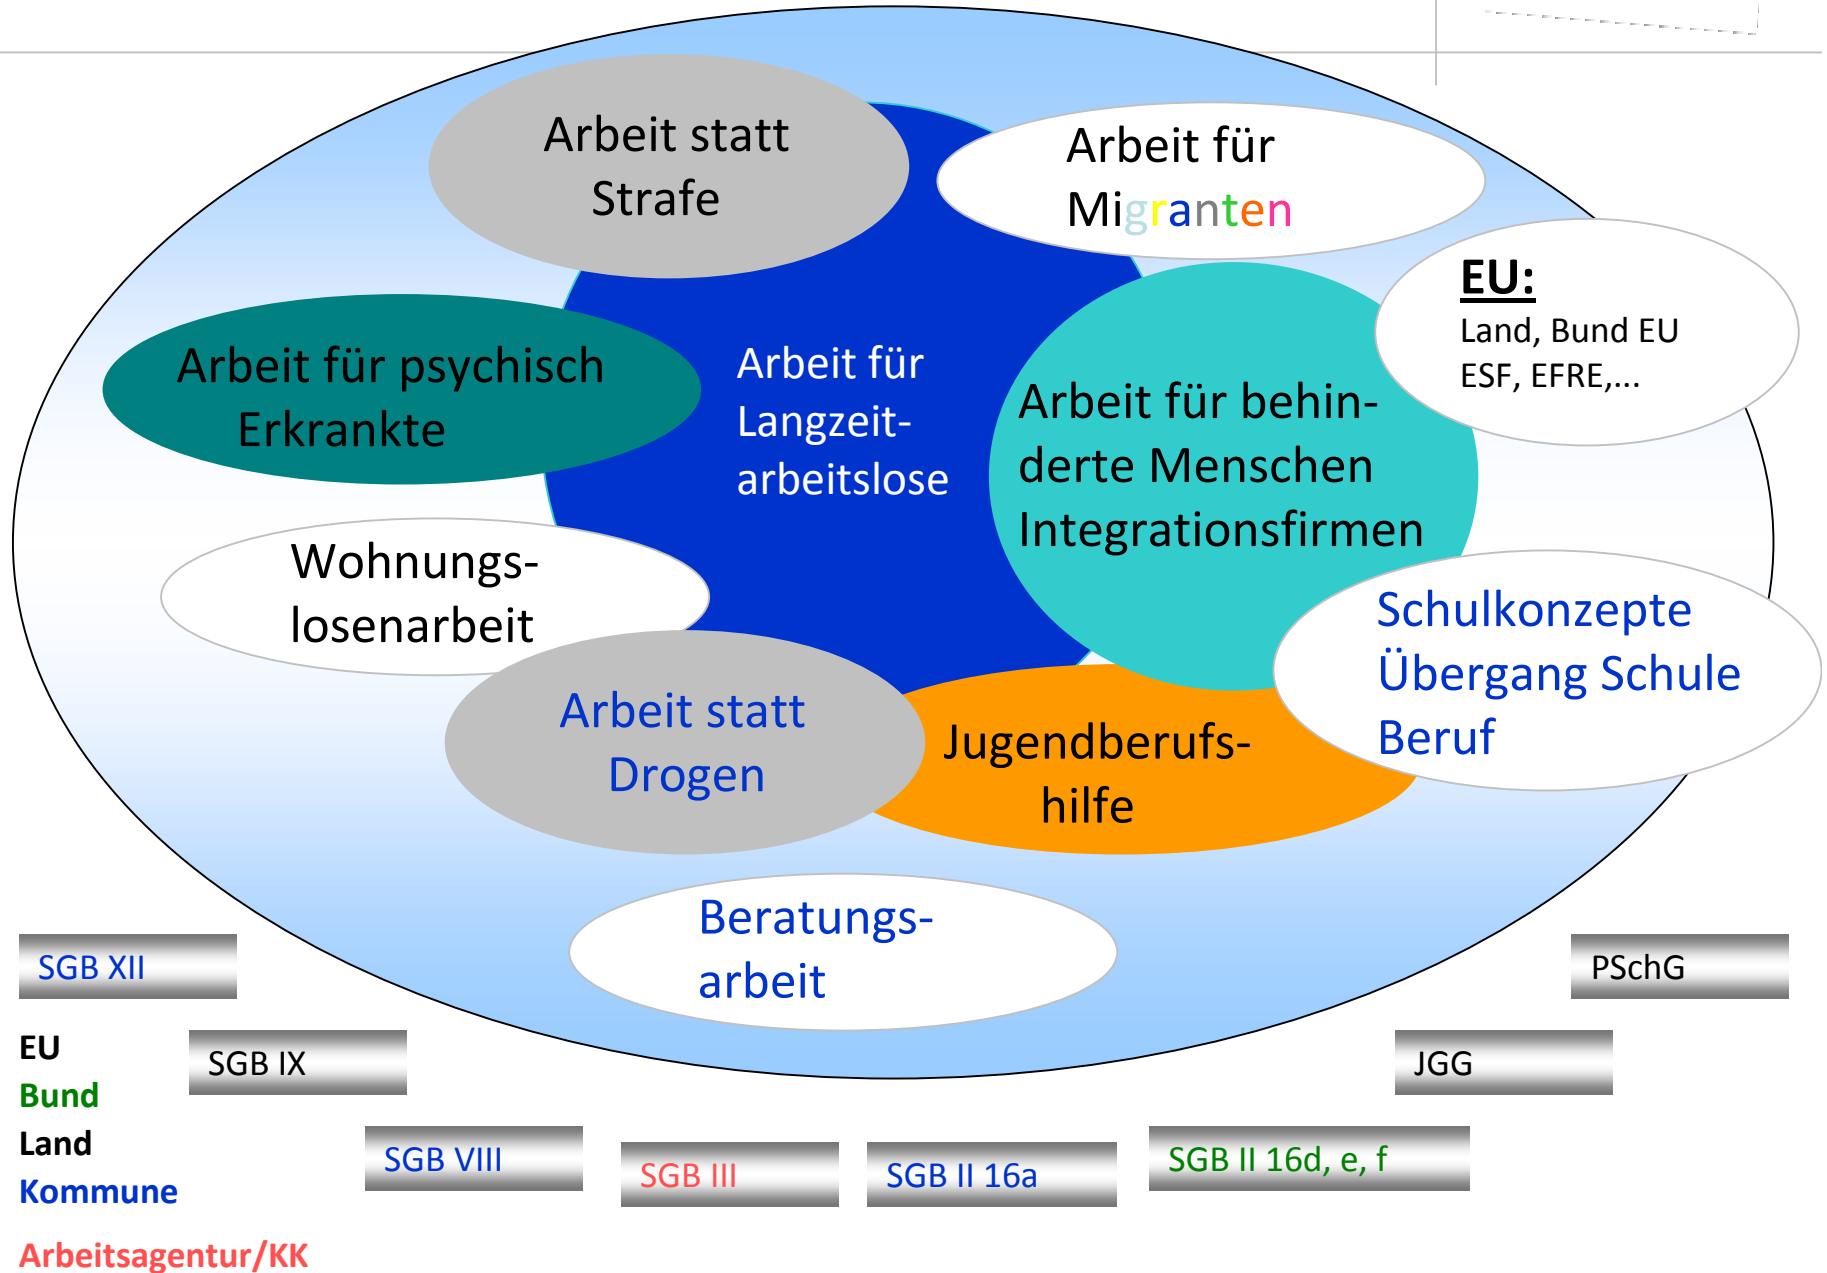 Arbeit statt
Strafe
Arbeit für
Migranten
EU:
Land, Bund EU
ESF, EFRE,...
Arbeit für psychisch
Erkrankte
Arbeit für
Langzeit-
arbeitslose
Arbeit für behin-
derte Menschen
Integrationsfirmen
Wohnungs-
losenarbeit
Schulkonzepte
Übergang Schule
Beruf
Arbeit statt
Drogen
Jugendberufs-
hilfe
Beratungs-
arbeit
SGB XII
PSchG
SGB IX
JGG
SGB VIII
SGB III
SGB II 16a
SGB II 16d, e, f
EU
Bund
Land
Kommune
Arbeitsagentur/KK